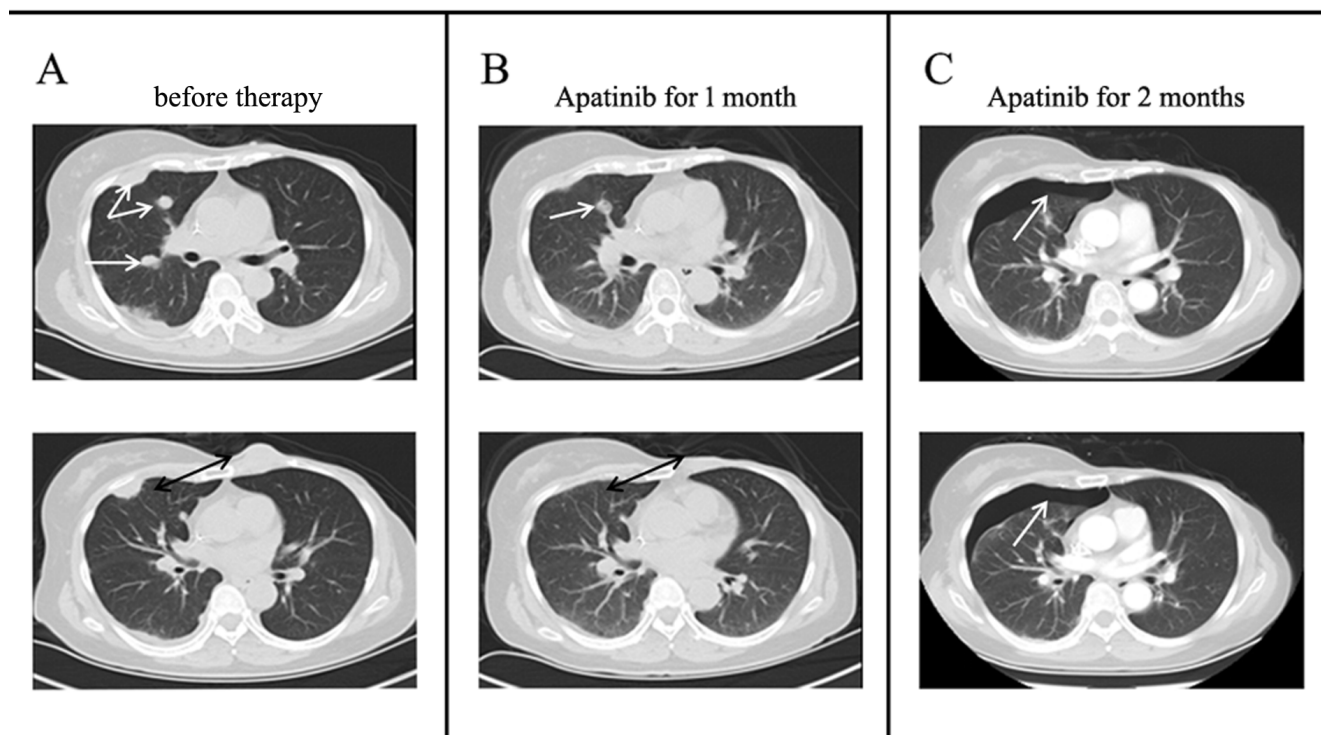 A
before therapy
B
Apatinib for 1 month
C
Apatinib for 2 months